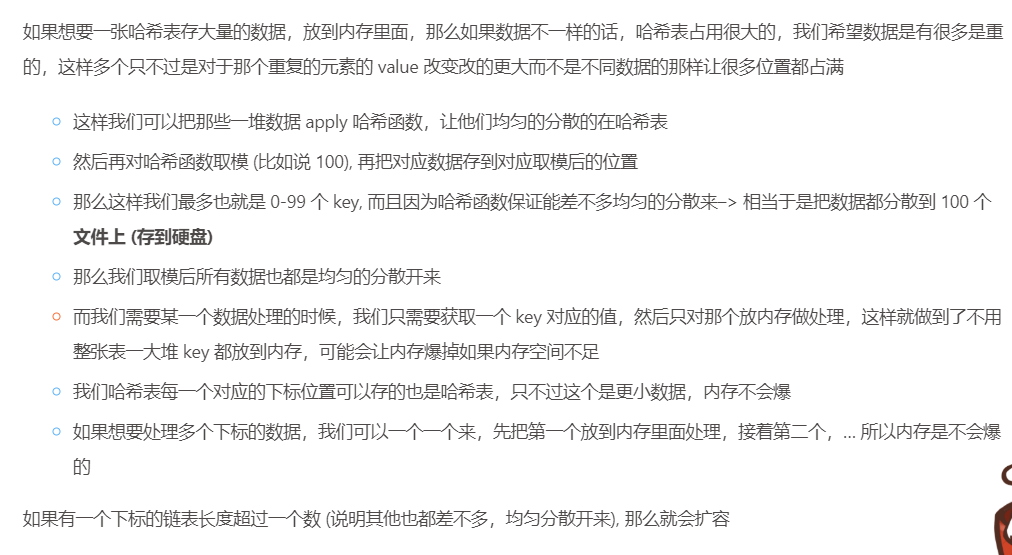 如果想要一张哈希表存大量的数据，放到内存里面，那么如果数据不一样的话，哈希表占用很大的，我们希望数据是有很多是重
的，这样多个只不过是对于那个重复的元素的 value 改变改的更大而不是不同数据的那样让很多位置都占满
这样我们可以把那些一堆数据 apply 哈希函数，让他们均匀的分散的在哈希表
然后再对哈希函数取模 (比如说 100), 再把对应数据存到对应取模后的位置
那么这样我们最多也就是 0-99 个 key, 而且因为哈希函数保证能差不多均匀的分散来–> 相当于是把数据都分散到 100 个
文件上 (存到硬盘)
那么我们取模后所有数据也都是均匀的分散开来
而我们需要某一个数据处理的时候，我们只需要获取一个 key 对应的值，然后只对那个放内存做处理，这样就做到了不用
整张表一大堆 key 都放到内存，可能会让内存爆掉如果内存空间不足
我们哈希表每一个对应的下标位置可以存的也是哈希表，只不过这个是更小数据，内存不会爆
如果想要处理多个下标的数据，我们可以一个一个来，先把第一个放到内存里面处理，接着第二个，... 所以内存是不会爆
的
如果有一个下标的链表长度超过一个数 (说明其他也都差不多，均匀分散开来), 那么就会扩容